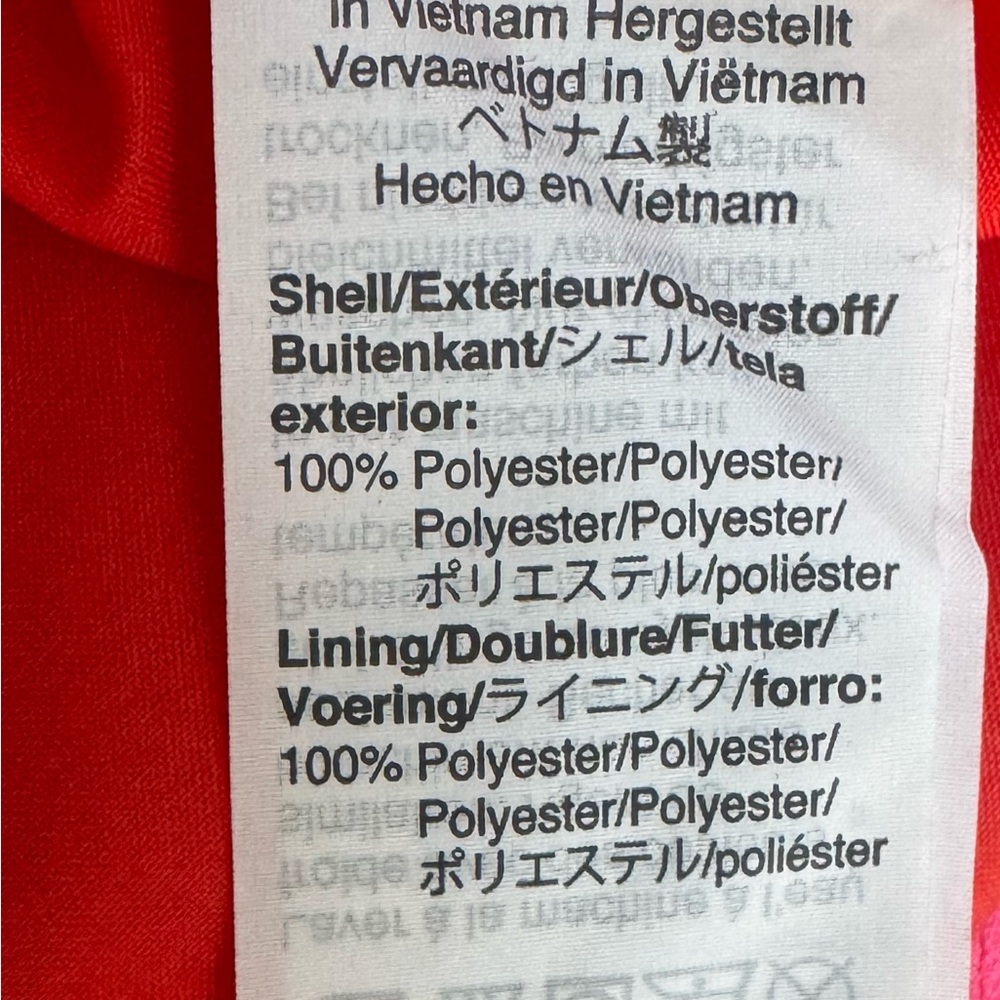 in Vietnam Hergestellt
Vervaardigd in Viëtnam
ベトナム製
Hecho en Vietnam
Shell/Extérieur/Oberstoff/
Buitenkant/シェル/tela
exterior:
100% Polyester/Polyester/
Polyester/Polyester/
ポリエステル/poliéster
Lining/Doublure/Futter/
Voering/ライニング/forro:
100% Polyester/Polyester/
Polyester/Polyester/
ポリエステル/poliéster